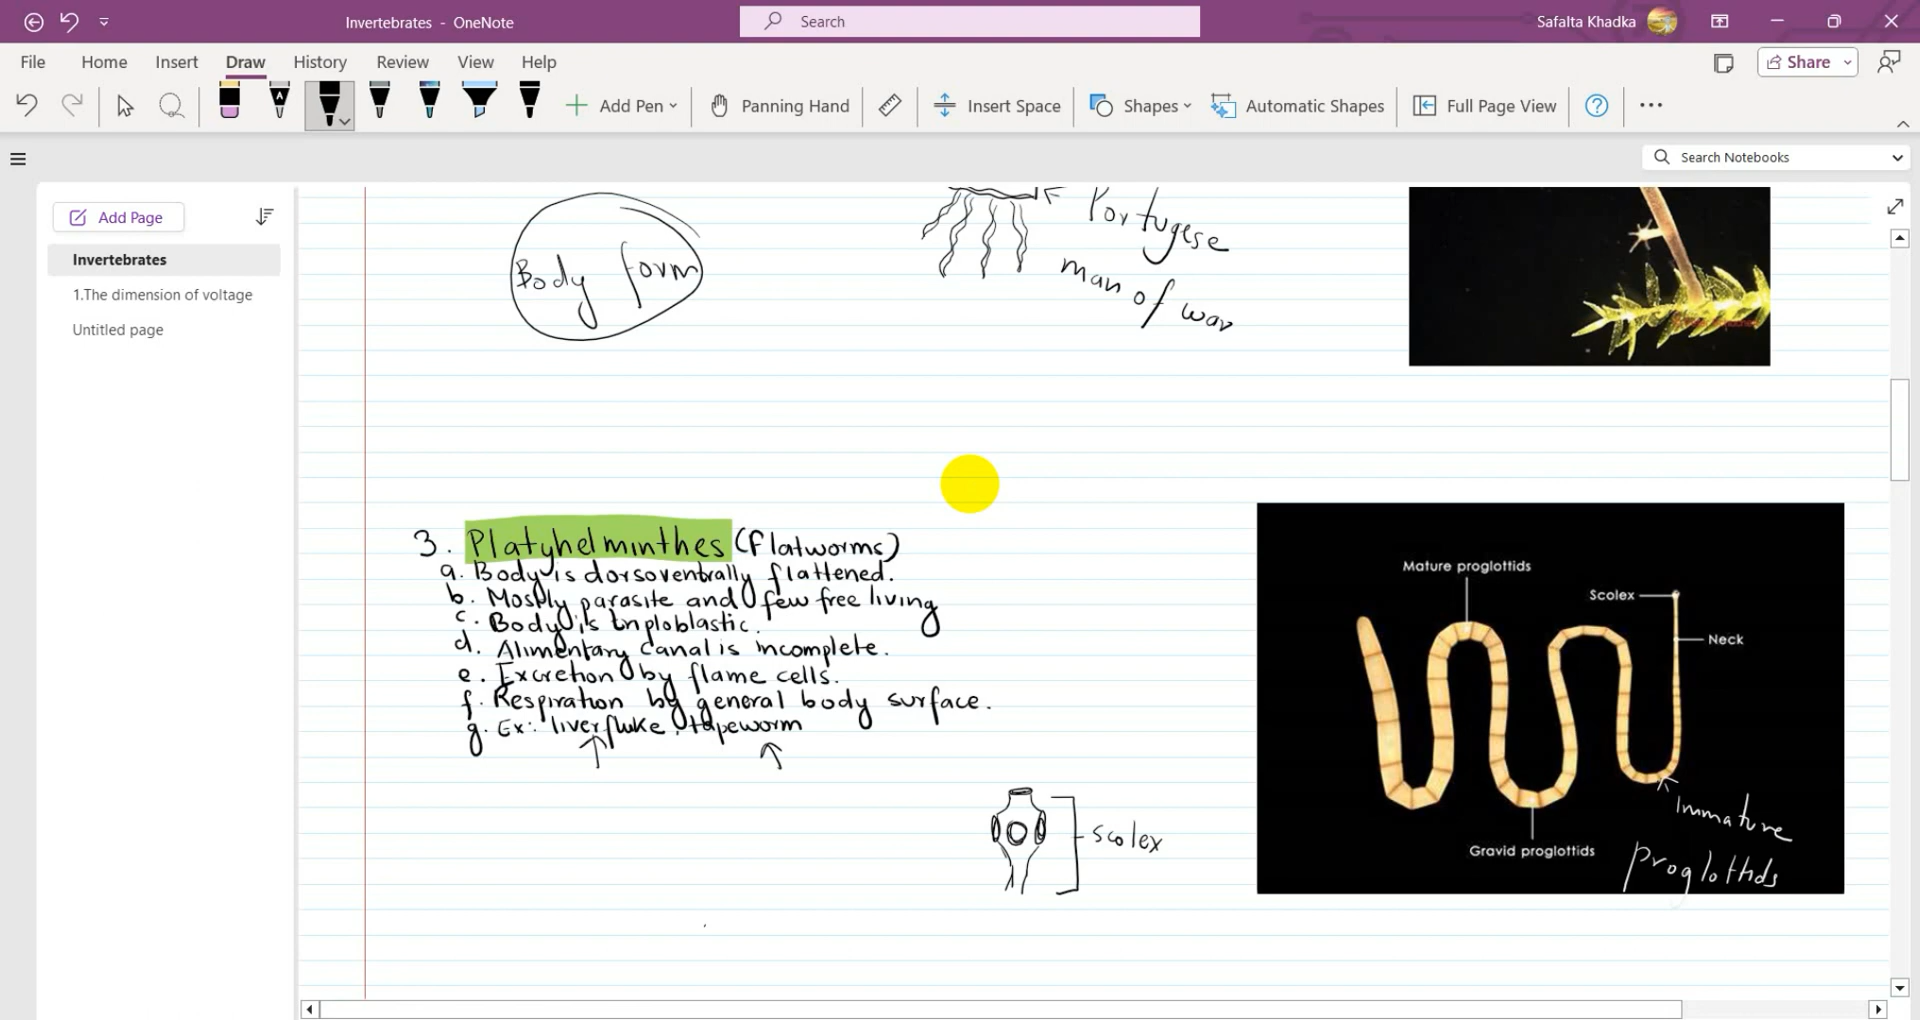 Invertebrates - OneNote
Search
Safalta Khadka
File
Home
Insert
Draw
History
Review
View
Help
Share
A
Add Pen
Panning Hand
Insert Space
Shapes
Automatic Shapes
Full Page View
?
Search Notebooks
Add Page
Invertebrates
1.The dimension of voltage
Untitled page
Body form
Portugese
man of war
3. Platyhelminthes (Flatworms)
a. Body is dorsoventrally flattened.
b. Mostly parasite and few free living
c. Body is triploblastic.
d. Alimentary canal is incomplete.
e. Excretion by flame cells.
f. Respiration by general body surface.
g. Ex: liverfluke, tapeworm
scolex
Mature proglottids
Scolex
Neck
Immature
proglottids
Gravid proglottids